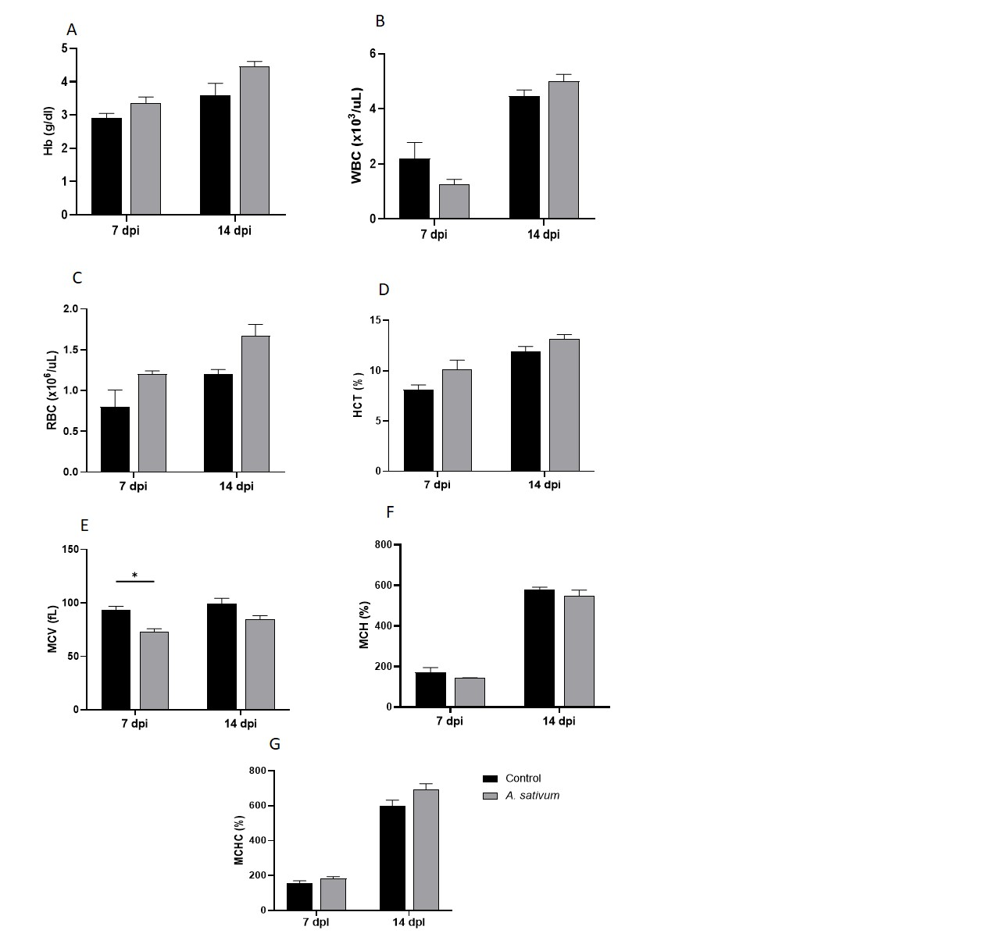 A
Hb (g/dl)
5
4
3
2
1
0
7 dpi 14 dpi
B
WBC (x10³/uL)
6
4
2
0
7 dpi 14 dpi
C
RBC (x10⁶/uL)
2.0
1.5
1.0
0.5
0.0
7 dpi 14 dpi
D
HCT (%)
15
10
5
0
7 dpi 14 dpi
E
MCV (fL)
150
100
50
0
*
7 dpi 14 dpi
F
MCH (%)
800
600
400
200
0
7 dpi 14 dpi
G
MCHC (%)
800
600
400
200
0
7 dpi 14 dpi
Control
A. sativum